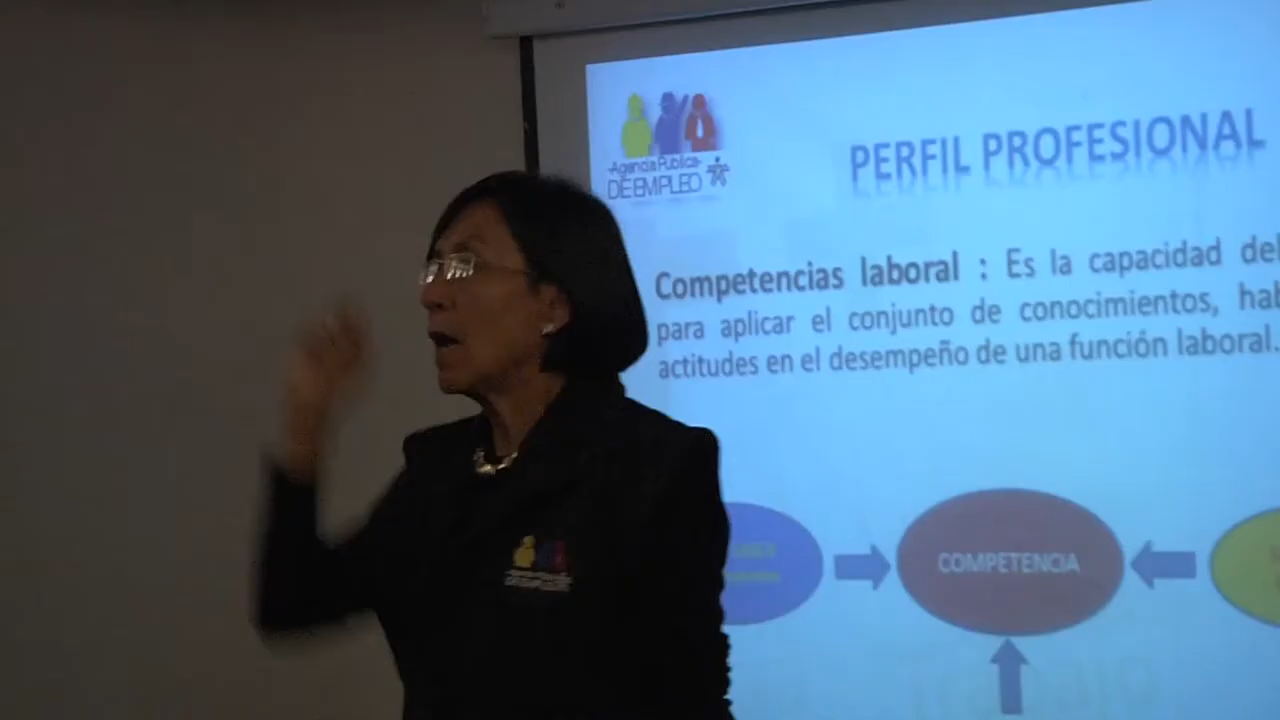 -Agencia Pública-
DE EMPLEO
PERFIL PROFESIONAL
Competencias laboral : Es la capacidad del
para aplicar el conjunto de conocimientos, hal
actitudes en el desempeño de una función laboral.
COMPETENCIA